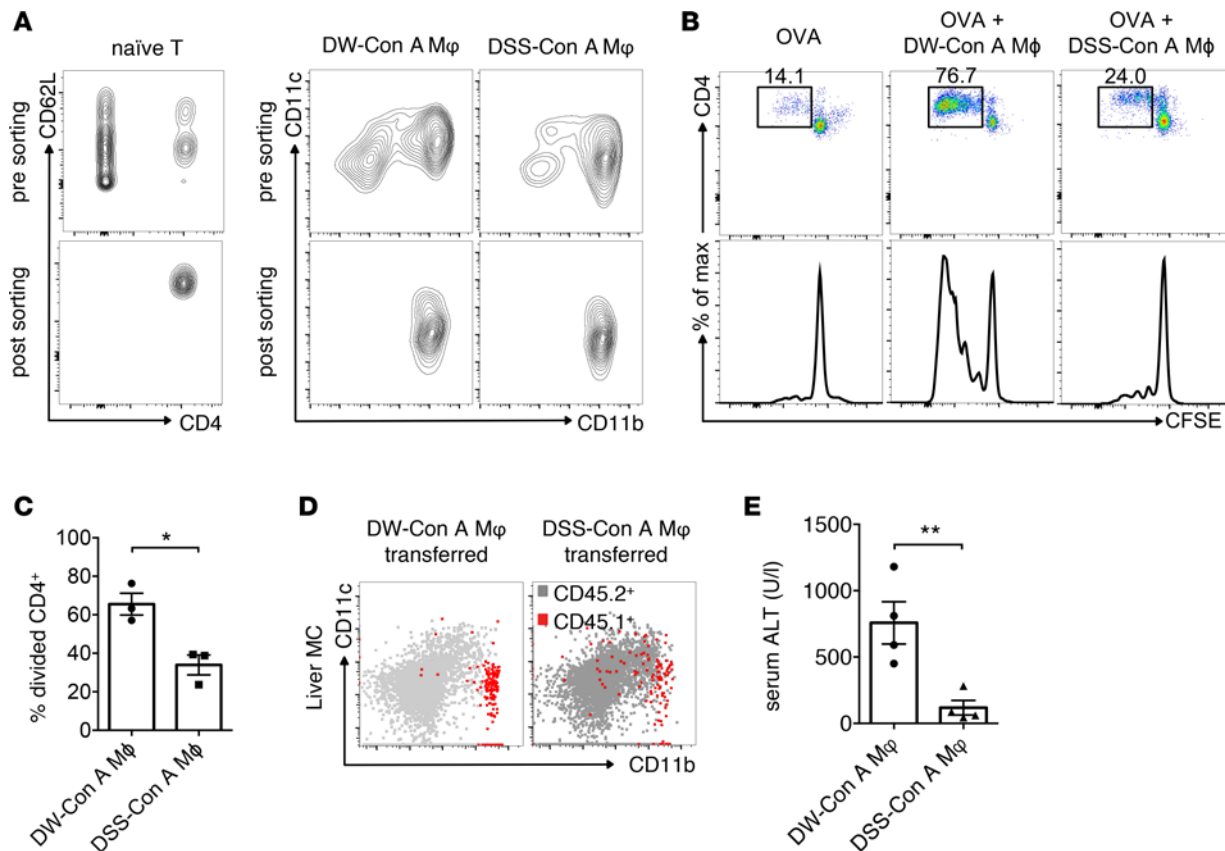 A
naïve T
DW-Con A Mφ
DSS-Con A Mφ
pre sorting
CD62L
CD11c
post sorting
CD4
CD11b
B
OVA
OVA +
DW-Con A Mϕ
OVA +
DSS-Con A Mϕ
CD4
14.1
76.7
24.0
% of max
CFSE
pre sorting
post sorting
C
% divided CD4⁺
100
80
60
40
20
0
*
DW-Con A Mϕ
DSS-Con A Mϕ
D
DW-Con A Mφ
transferred
DSS-Con A Mφ
transferred
Liver MC
CD11c
CD45.2⁺
CD45.1⁺
CD11b
E
serum ALT (U/l)
1500
1000
500
0
**
DW-Con A Mφ
DSS-Con A Mφ